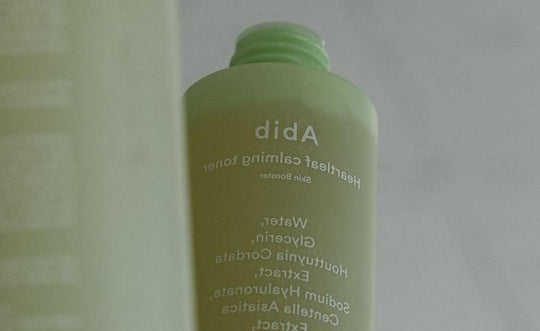 Abib
Heartleaf calming toner
Skin Booster
Water,
Glycerin,
Houttuynia Cordata
Extract,
Sodium Hyaluronate,
Centella Asiatica
Extract,